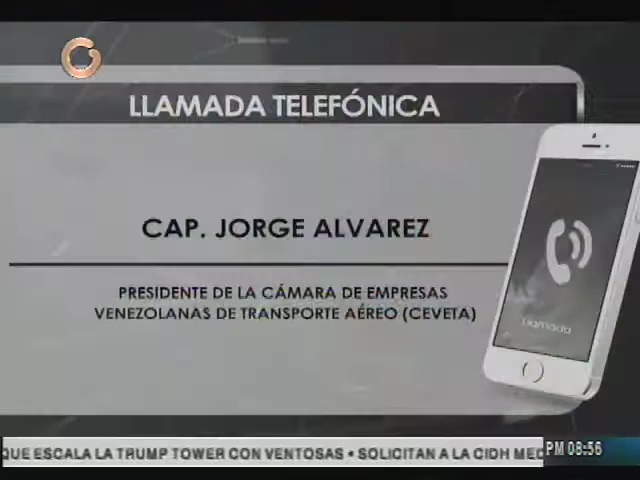 LLAMADA TELEFÓNICA
CAP. JORGE ALVAREZ
PRESIDENTE DE LA CÁMARA DE EMPRESAS
VENEZOLANAS DE TRANSPORTE AÉREO (CEVETA)
Llamada
QUE ESCALA LA TRUMP TOWER CON VENTOSAS • SOLICITAN A LA CIDH MED
PM 08:56